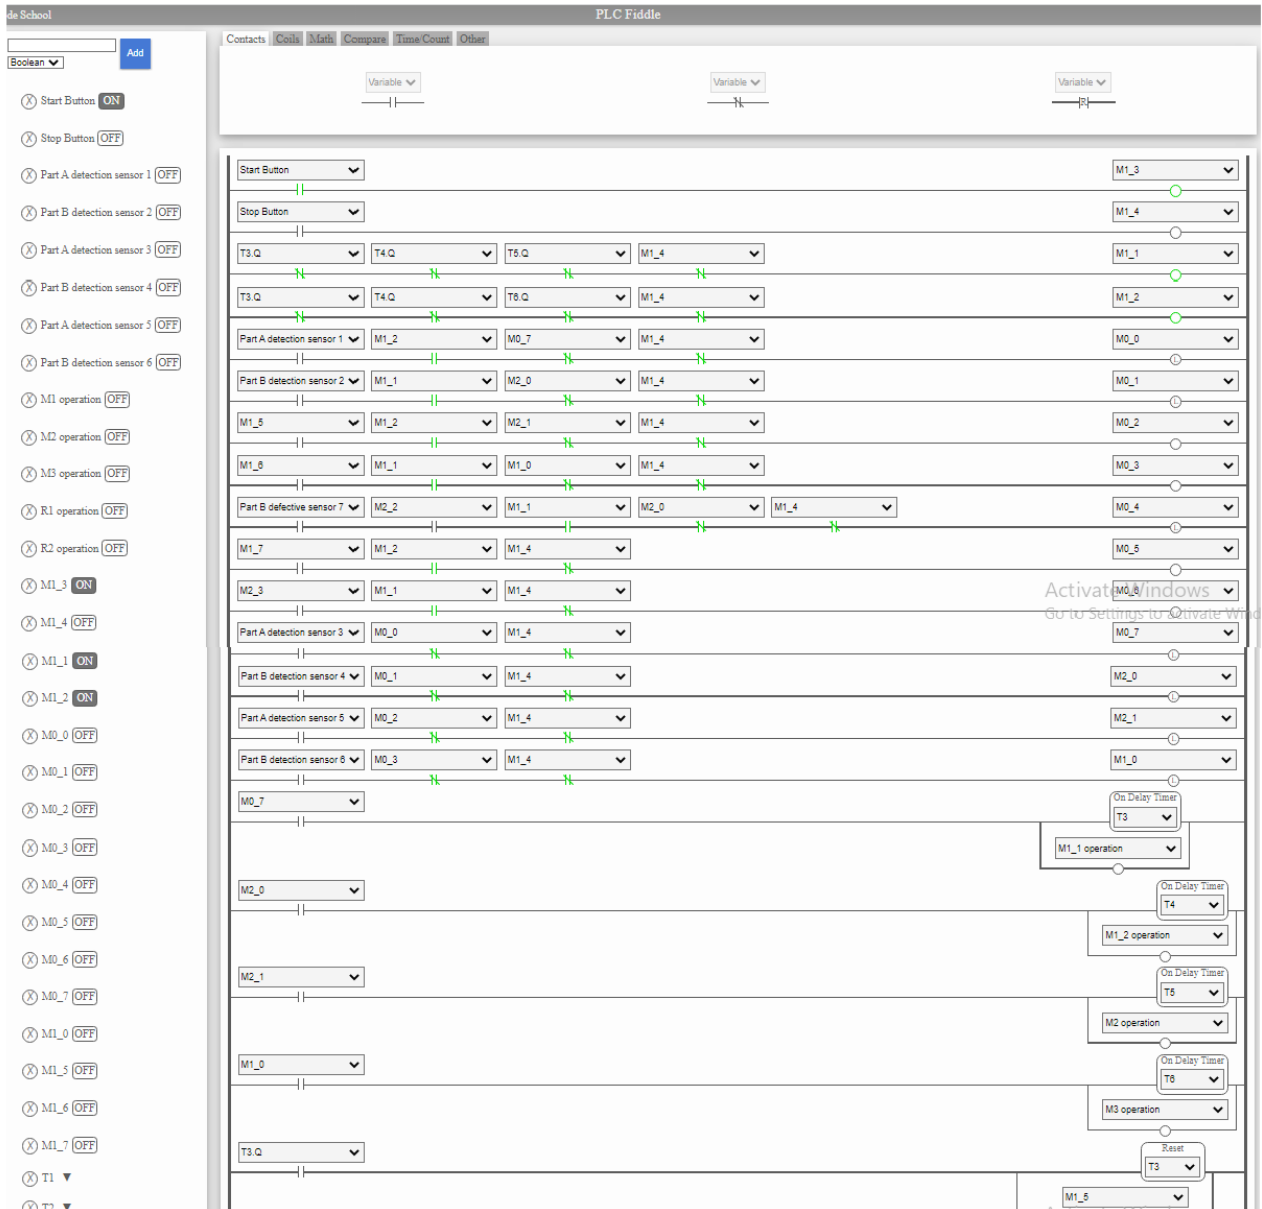 de School PLC Fiddle
Add
Boolean
Start Button ON
Stop Button OFF
Part A detection sensor 1 OFF
Part B detection sensor 2 OFF
Part A detection sensor 3 OFF
Part B detection sensor 4 OFF
Part A detection sensor 5 OFF
Part B detection sensor 6 OFF
M1 operation OFF
M2 operation OFF
M3 operation OFF
R1 operation OFF
R2 operation OFF
M1_3 ON
M1_4 OFF
M1_1 ON
M1_2 ON
M0_0 OFF
M0_1 OFF
M0_2 OFF
M0_3 OFF
M0_4 OFF
M0_5 OFF
M0_6 OFF
M0_7 OFF
M1_0 OFF
M1_5 OFF
M1_6 OFF
M1_7 OFF
T1
T2
Contacts Coils Math Compare Time/Count Other
Variable Variable Variable
Start Button M1_3
Stop Button M1_4
T3.Q T4.Q T5.Q M1_4 M1_1
T3.Q T4.Q T6.Q M1_4 M1_2
Part A detection sensor 1 M1_2 M0_7 M1_4 M0_0
Part B detection sensor 2 M1_1 M2_0 M1_4 M0_1
M1_5 M1_2 M2_1 M1_4 M0_2
M1_6 M1_1 M1_0 M1_4 M0_3
Part B defective sensor 7 M2_2 M1_1 M2_0 M1_4 M0_4
M1_7 M1_2 M1_4 M0_5
M2_3 M1_1 M1_4 M0_6
Activate Windows
Go to Settings to activate Wind
Part A detection sensor 3 M0_0 M1_4 M0_7
Part B detection sensor 4 M0_1 M1_4 M2_0
Part A detection sensor 5 M0_2 M1_4 M2_1
Part B detection sensor 6 M0_3 M1_4 M1_0
M0_7 On Delay Timer
T3
M1_1 operation
M2_0 On Delay Timer
T4
M1_2 operation
M2_1 On Delay Timer
T5
M2 operation
M1_0 On Delay Timer
T6
M3 operation
T3.Q Reset
T3
M1_5